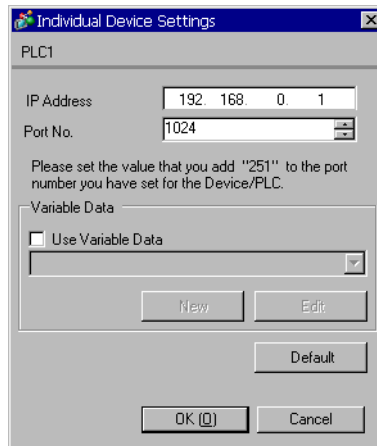 Individual Device Settings
PLC1
IP Address 192. 168. 0. 1
Port No. 1024
Please set the value that you add "251" to the port
number you have set for the Device/PLC.
Variable Data
Use Variable Data
New Edit
Default
OK (O) Cancel